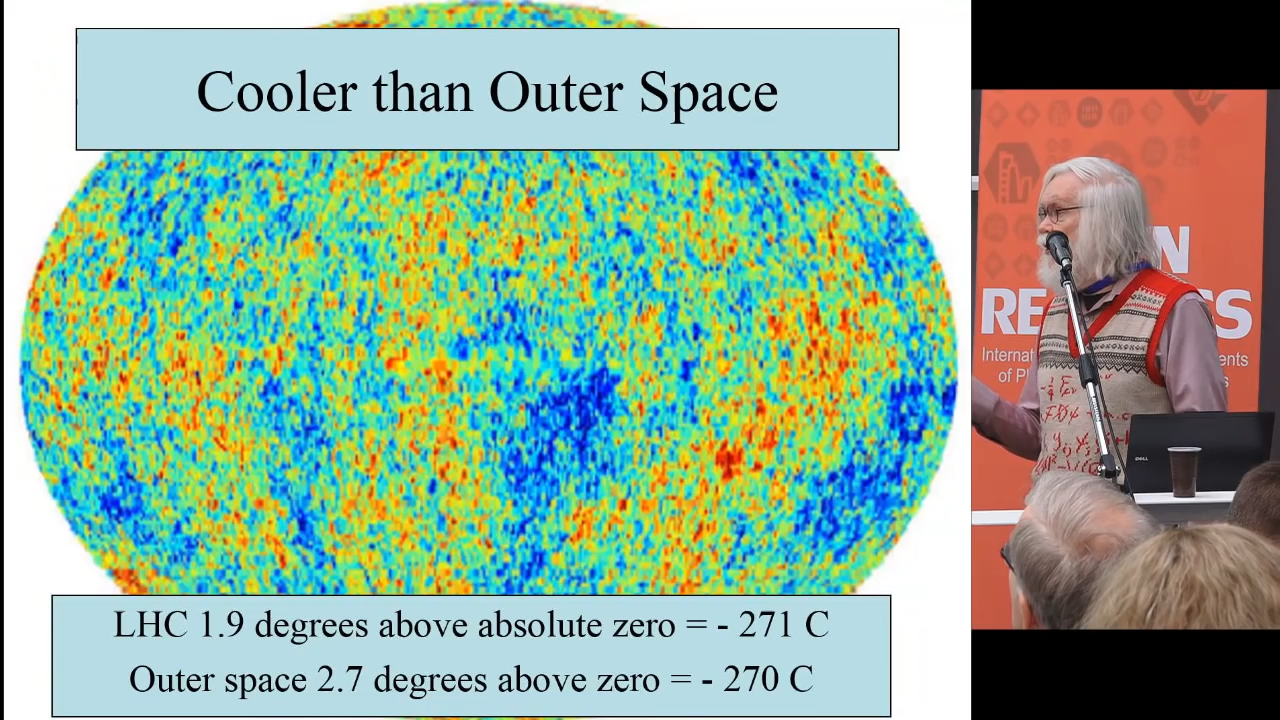 Cooler than Outer Space
LHC 1.9 degrees above absolute zero = - 271 C
Outer space 2.7 degrees above zero = - 270 C
DELL